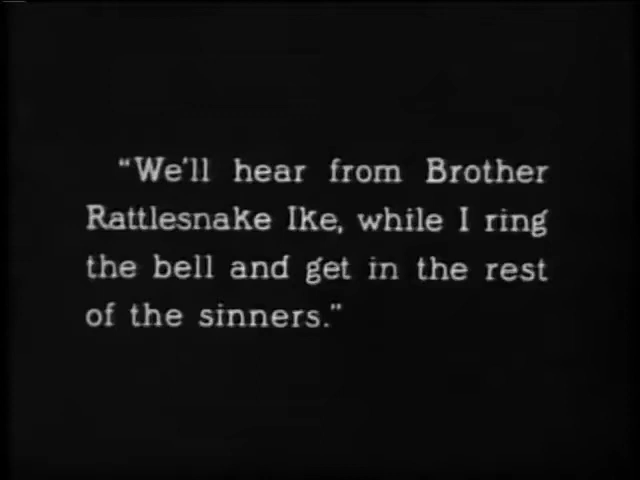 "We'll hear from Brother
Rattlesnake Ike, while I ring
the bell and get in the rest
of the sinners."